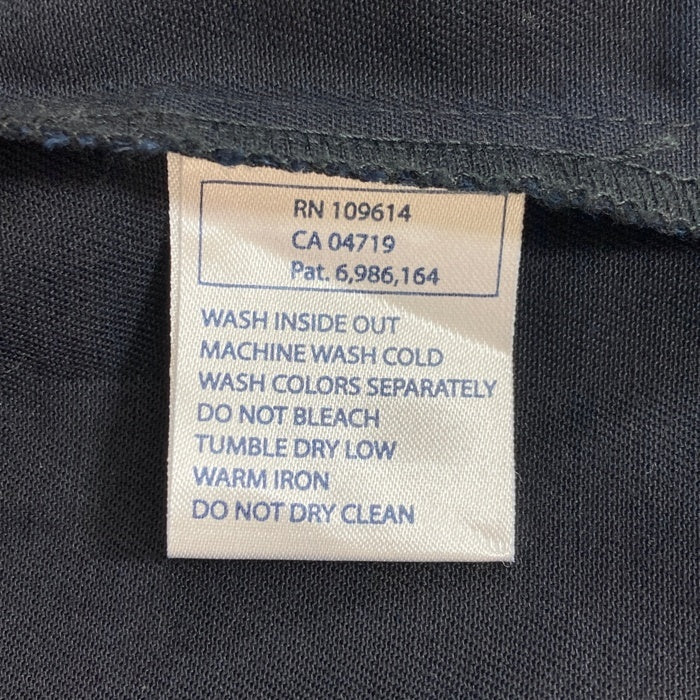 RN 109614
CA 04719
Pat. 6,986,164
WASH INSIDE OUT
MACHINE WASH COLD
WASH COLORS SEPARATELY
DO NOT BLEACH
TUMBLE DRY LOW
WARM IRON
DO NOT DRY CLEAN